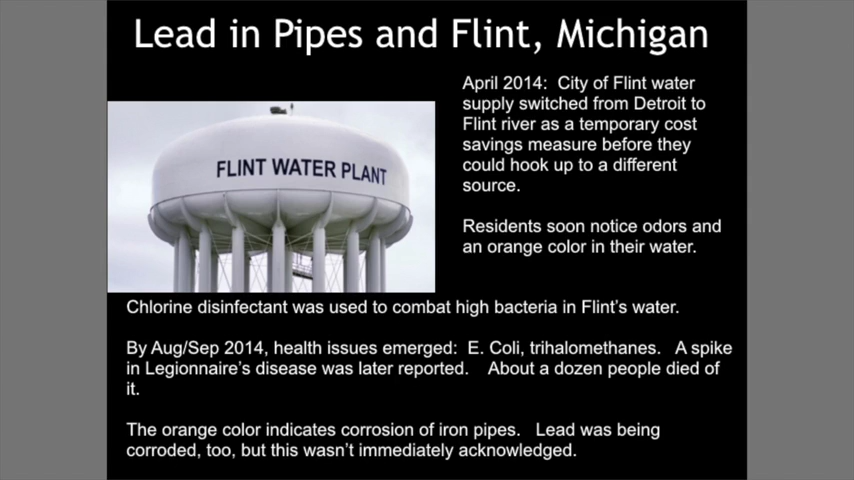 Lead in Pipes and Flint, Michigan
April 2014:  City of Flint water
supply switched from Detroit to
Flint river as a temporary cost
savings measure before they
could hook up to a different
source.
Residents soon notice odors and
an orange color in their water.
FLINT WATER PLANT
Chlorine disinfectant was used to combat high bacteria in Flint's water.
By Aug/Sep 2014, health issues emerged:  E. Coli, trihalomethanes.   A spike
in Legionnaire's disease was later reported.    About a dozen people died of
it.
The orange color indicates corrosion of iron pipes.   Lead was being
corroded, too, but this wasn't immediately acknowledged.